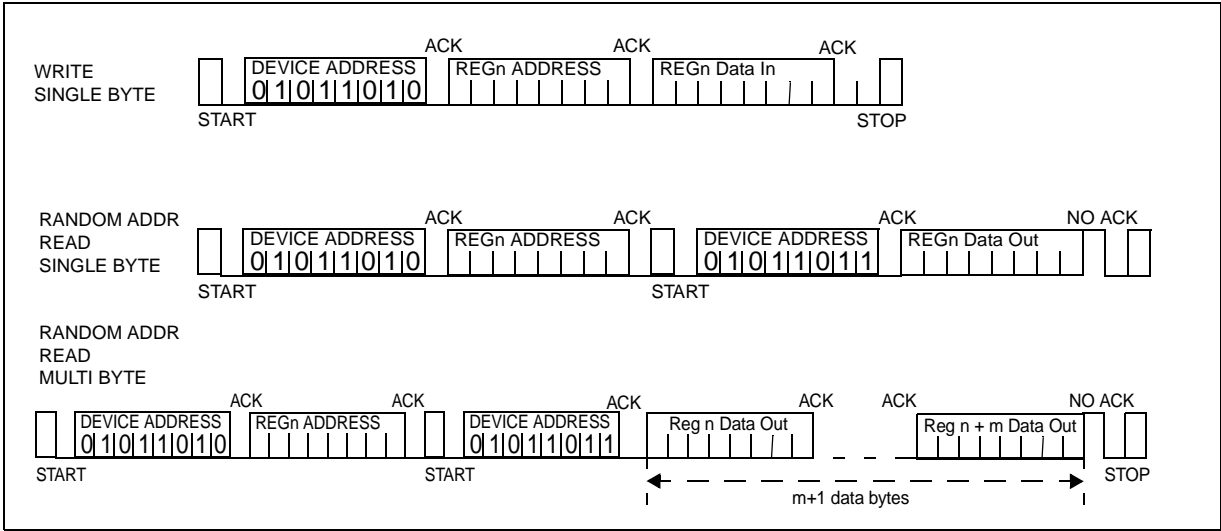 ACK ACK ACK
WRITE
SINGLE BYTE
DEVICE ADDRESS REGn ADDRESS REGn Data In
0 1 0 1 1 0 1 0
START STOP
RANDOM ADDR
READ
SINGLE BYTE
ACK ACK ACK NO ACK
DEVICE ADDRESS REGn ADDRESS DEVICE ADDRESS REGn Data Out
0 1 0 1 1 0 1 0 0 1 0 1 1 0 1 1
START START
RANDOM ADDR
READ
MULTI BYTE
ACK ACK ACK ACK ACK NO ACK
DEVICE ADDRESS REGn ADDRESS DEVICE ADDRESS Reg n Data Out Reg n + m Data Out
0 1 0 1 1 0 1 0 0 1 0 1 1 0 1 1
START START STOP
m+1 data bytes